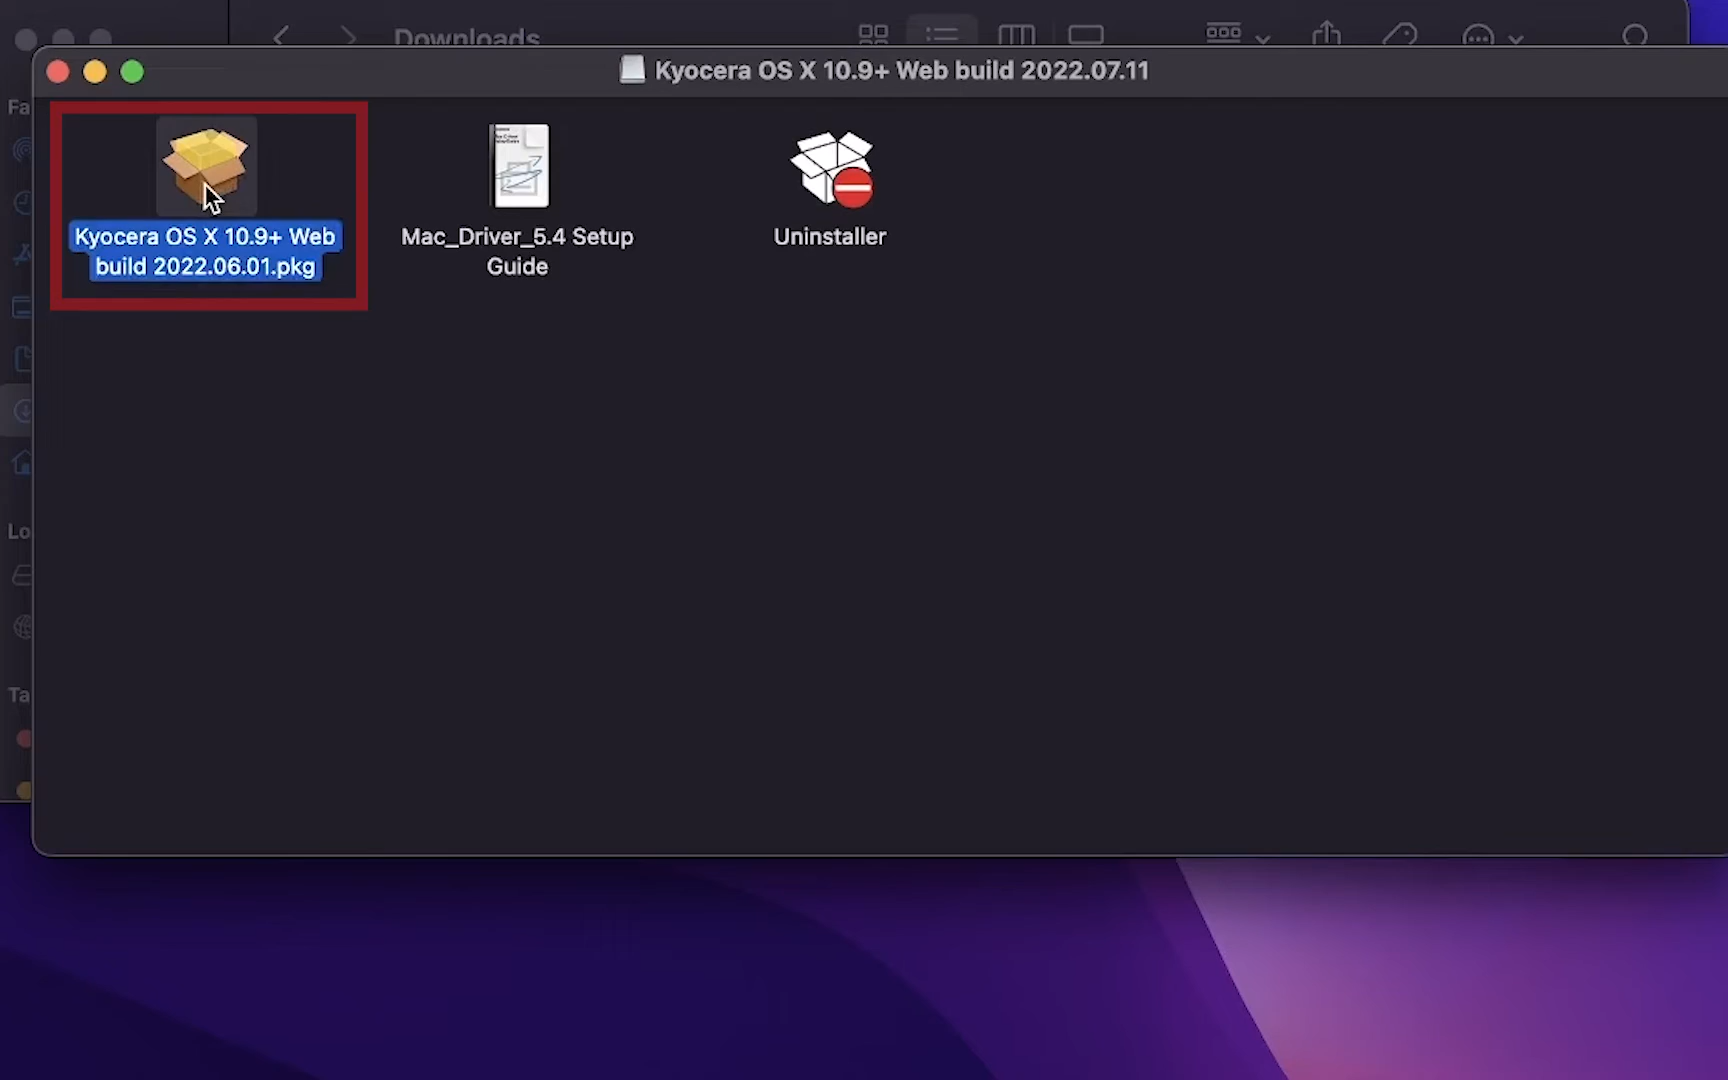 Downloads
Kyocera OS X 10.9+ Web build 2022.07.11
Fa
Kyocera OS X 10.9+ Web
build 2022.06.01.pkg
Mac_Driver_5.4 Setup
Guide
Uninstaller
Lo
Ta